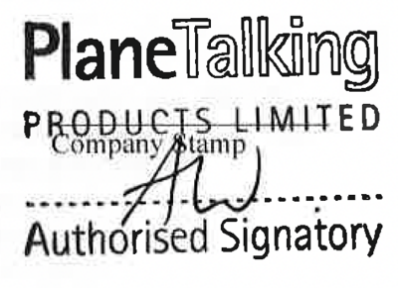 PlaneTalking
PRODUCTS LIMITED
Company Stamp
Authorised Signatory